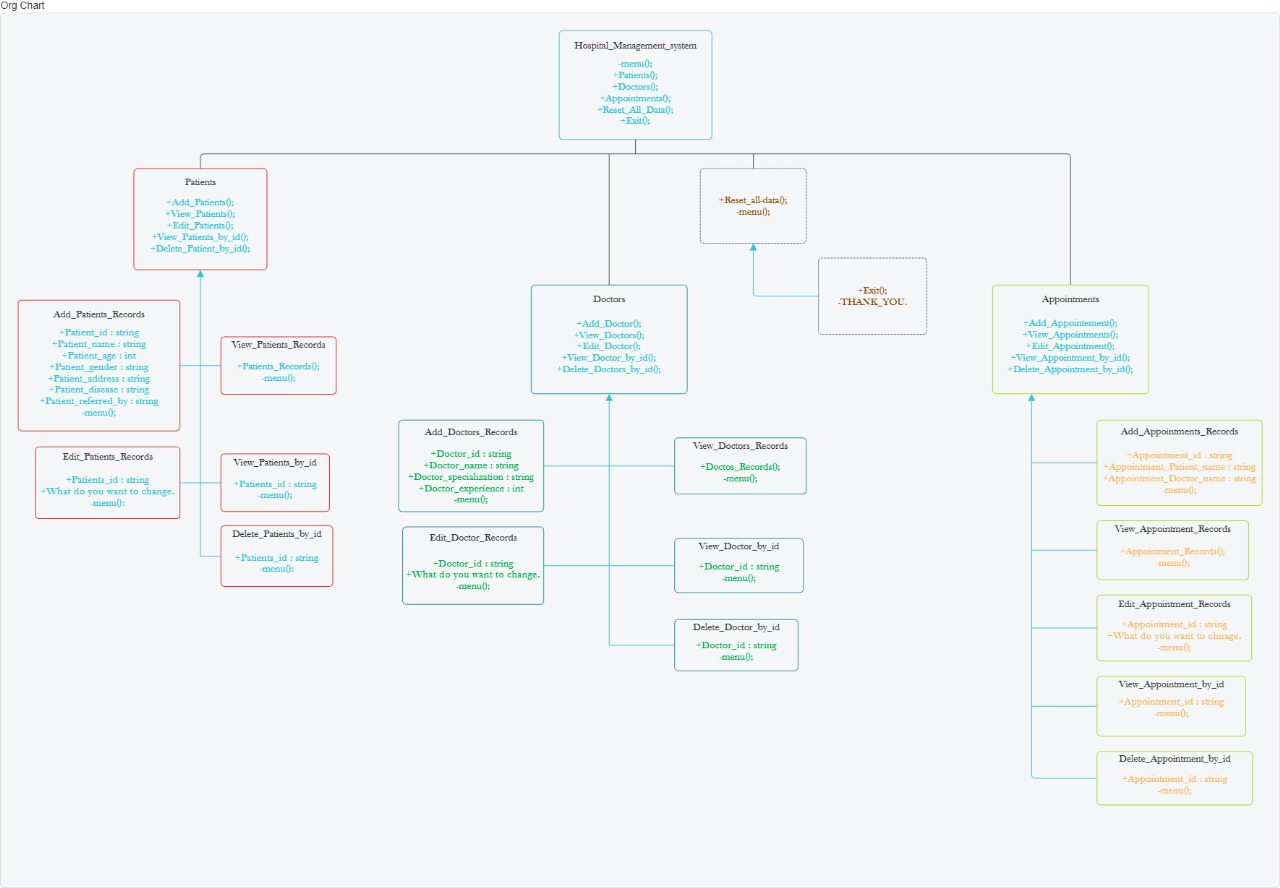 Org Chart
Hospital_Management_system
-menu();
+Patients();
+Doctors();
+Appointments();
+Reset_All_Data();
+Exit();
Patients
+Add_Patients();
+View_Patients();
+Edit_Patients();
+View_Patients_by_id();
+Delete_Patient_by_id();
+Reset_all-data();
-menu();
+Exit();
-THANK_YOU.
Doctors
+Add_Doctor();
+View_Doctors();
+Edit_Doctor();
+View_Doctor_by_id();
+Delete_Doctors_by_id();
Appointments
+Add_Appointement();
+View_Appointments();
+Edit_Appointment();
+View_Appointment_by_id();
+Delete_Appointment_by_id();
Add_Patients_Records
+Patient_id : string
+Patient_name : string
+Patient_age : int
+Patient_gender : string
+Patient_address : string
+Patient_disease : string
+Patient_referred_by : string
-menu();
View_Patients_Records
+Patients_Records();
-menu();
Edit_Patients_Records
+Patients_id : string
+What do you want to change.
-menu():
View_Patients_by_id
+Patients_id : string
-menu();
Delete_Patients_by_id
+Patients_id : string
-menu():
Add_Doctors_Records
+Doctor_id : string
+Doctor_name : string
+Doctor_specialization : string
+Doctor_experience : int
-menu();
View_Doctors_Records
+Doctos_Records();
-menu();
Edit_Doctor_Records
+Doctor_id : string
+What do you want to change.
-menu();
View_Doctor_by_id
+Doctor_id : string
-menu();
Delete_Doctor_by_id
+Doctor_id : string
-menu();
Add_Appointments_Records
+Appointment_id : string
+Appointment_Patient_name : string
+Appointment_Doctor_name : string
-menu();
View_Appointment_Records
+Appointment_Records();
-menu();
Edit_Appointment_Records
+Appointment_id : string
+What do you want to chnage.
-menu();
View_Appointment_by_id
+Appointment_id : string
-menu();
Delete_Appointment_by_id
+Appointment_id : string
-menu();